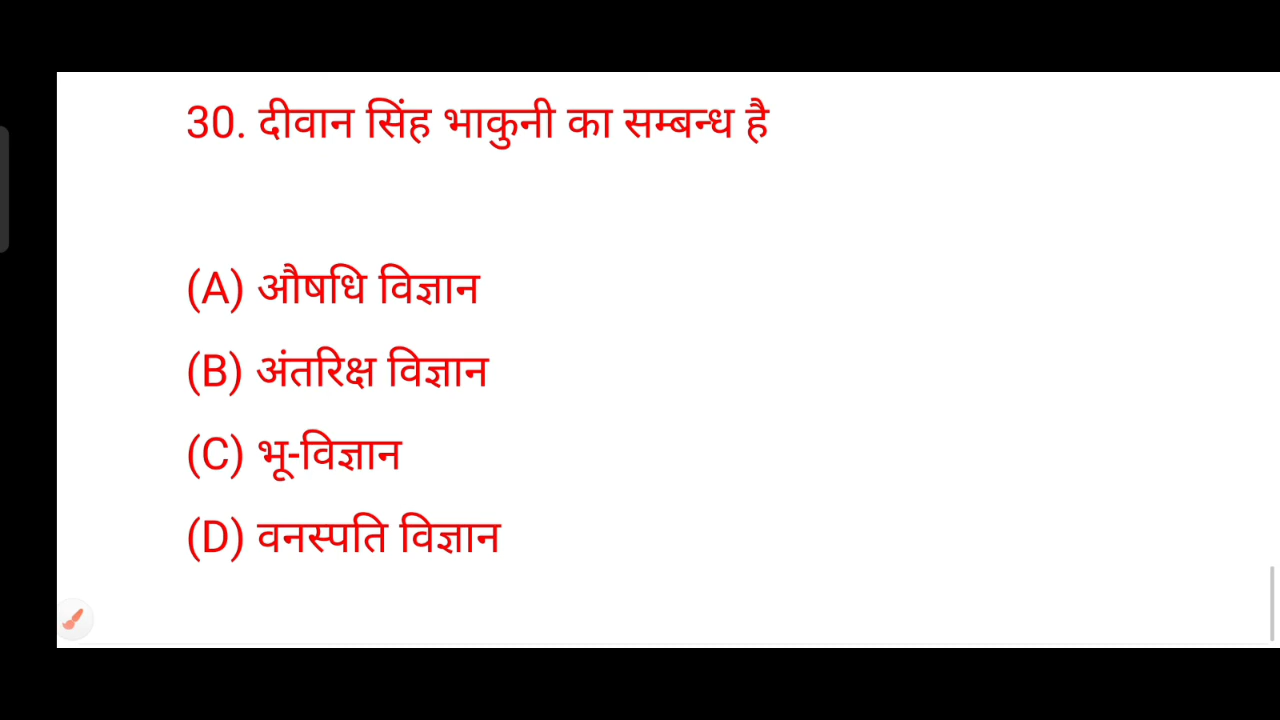 30. दीवान सिंह भाकुनी का सम्बन्ध है
(A) औषधि विज्ञान
(B) अंतरिक्ष विज्ञान
(C) भू-विज्ञान
(D) वनस्पति विज्ञान